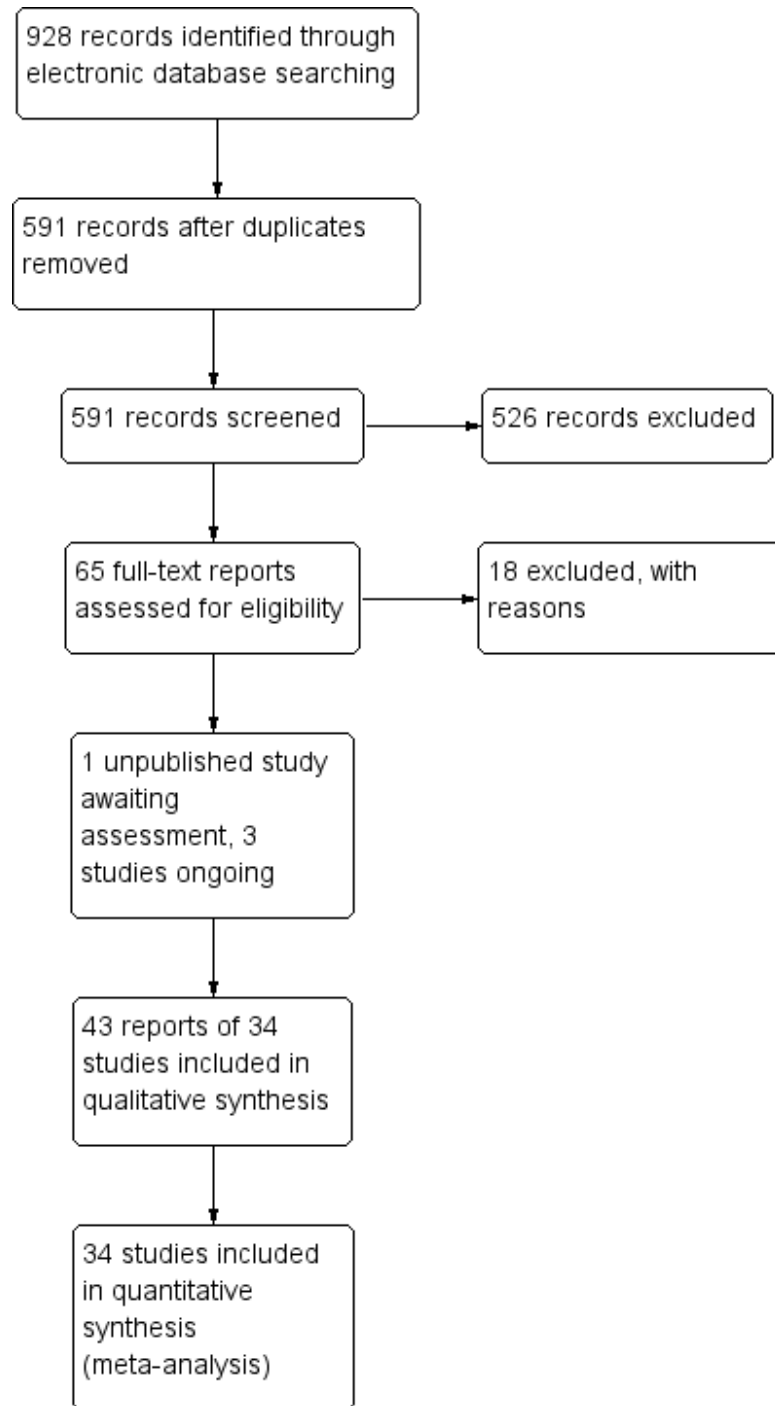 928 records identified through
electronic database searching
591 records after duplicates
removed
591 records screened
526 records excluded
65 full-text reports
assessed for eligibility
18 excluded, with
reasons
1 unpublished study
awaiting
assessment, 3
studies ongoing
43 reports of 34
studies included in
qualitative synthesis
34 studies included
in quantitative
synthesis
(meta-analysis)